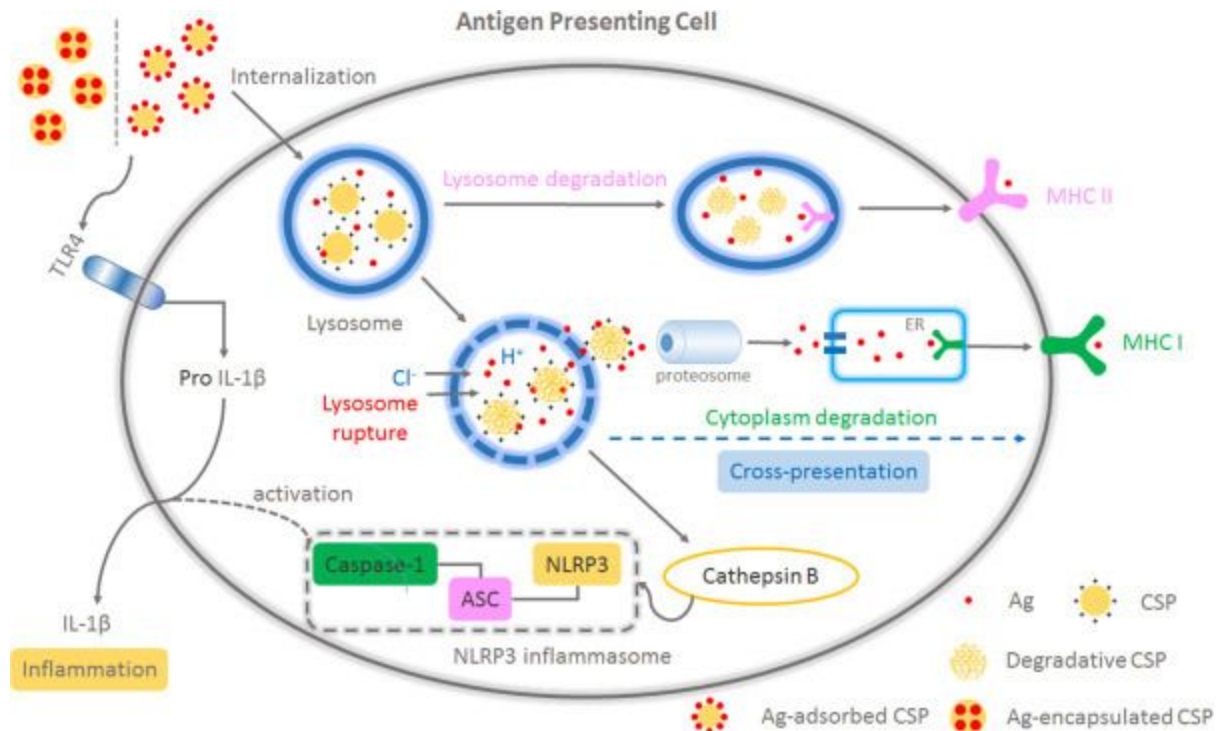 Antigen Presenting Cell
Internalization
Lysosome degradation
MHC II
TLR4
Lysosome
ER
H⁺
MHC I
proteosome
Pro IL-1β
Cl⁻
Lysosome
rupture
Cytoplasm degradation
Cross-presentation
activation
Caspase-1
NLRP3
ASC
Cathepsin B
Ag
CSP
IL-1β
Inflammation
NLRP3 inflammasome
Degradative CSP
Ag-adsorbed CSP
Ag-encapsulated CSP